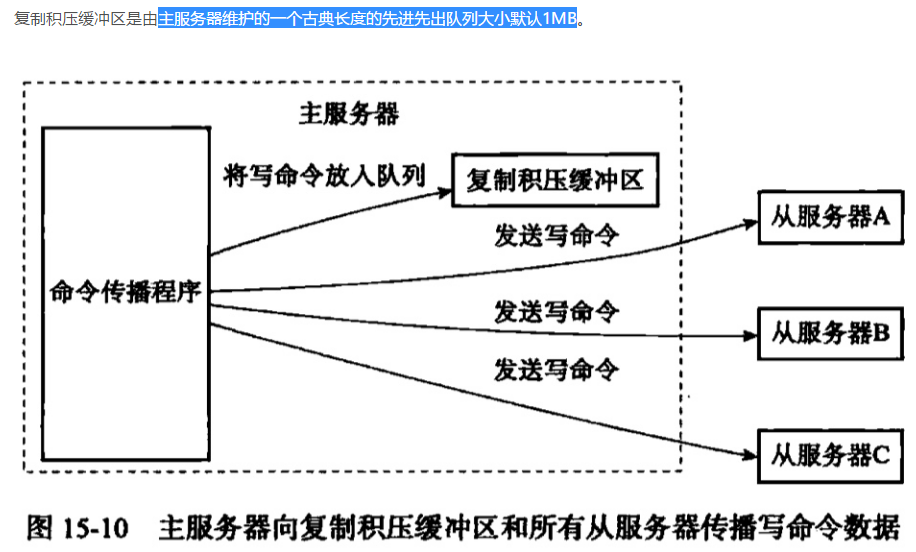 复制积压缓冲区是由主服务器维护的一个古典长度的先进先出队列大小默认1MB。
主服务器
将写命令放入队列
复制积压缓冲区
发送写命令
从服务器A
命令传播程序
发送写命令
从服务器B
发送写命令
从服务器C
图 15-10 主服务器向复制积压缓冲区和所有从服务器传播写命令数据